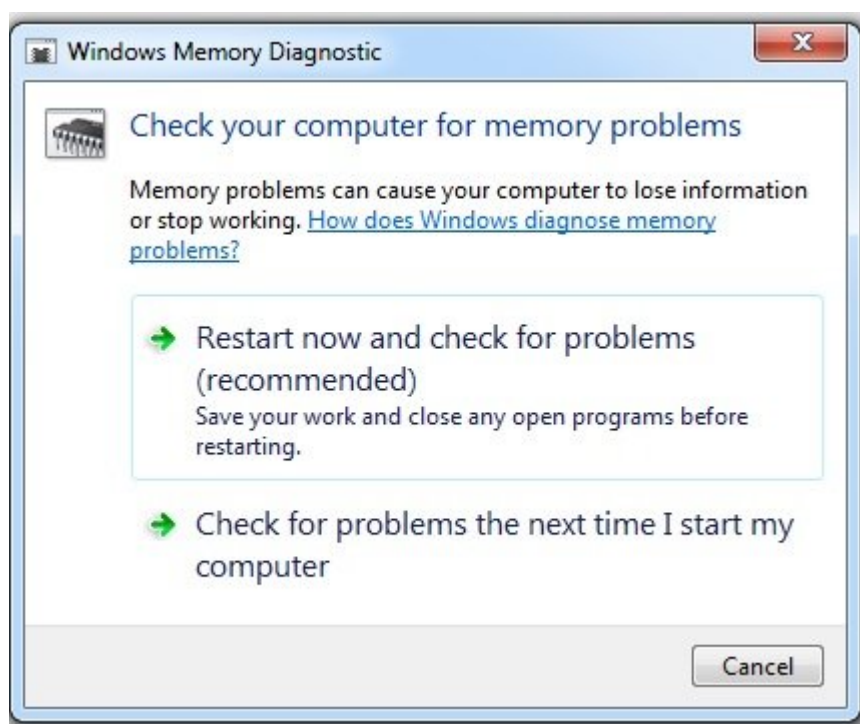 Windows Memory Diagnostic
Check your computer for memory problems
Memory problems can cause your computer to lose information
or stop working. How does Windows diagnose memory
problems?
Restart now and check for problems
(recommended)
Save your work and close any open programs before
restarting.
Check for problems the next time I start my
computer
Cancel